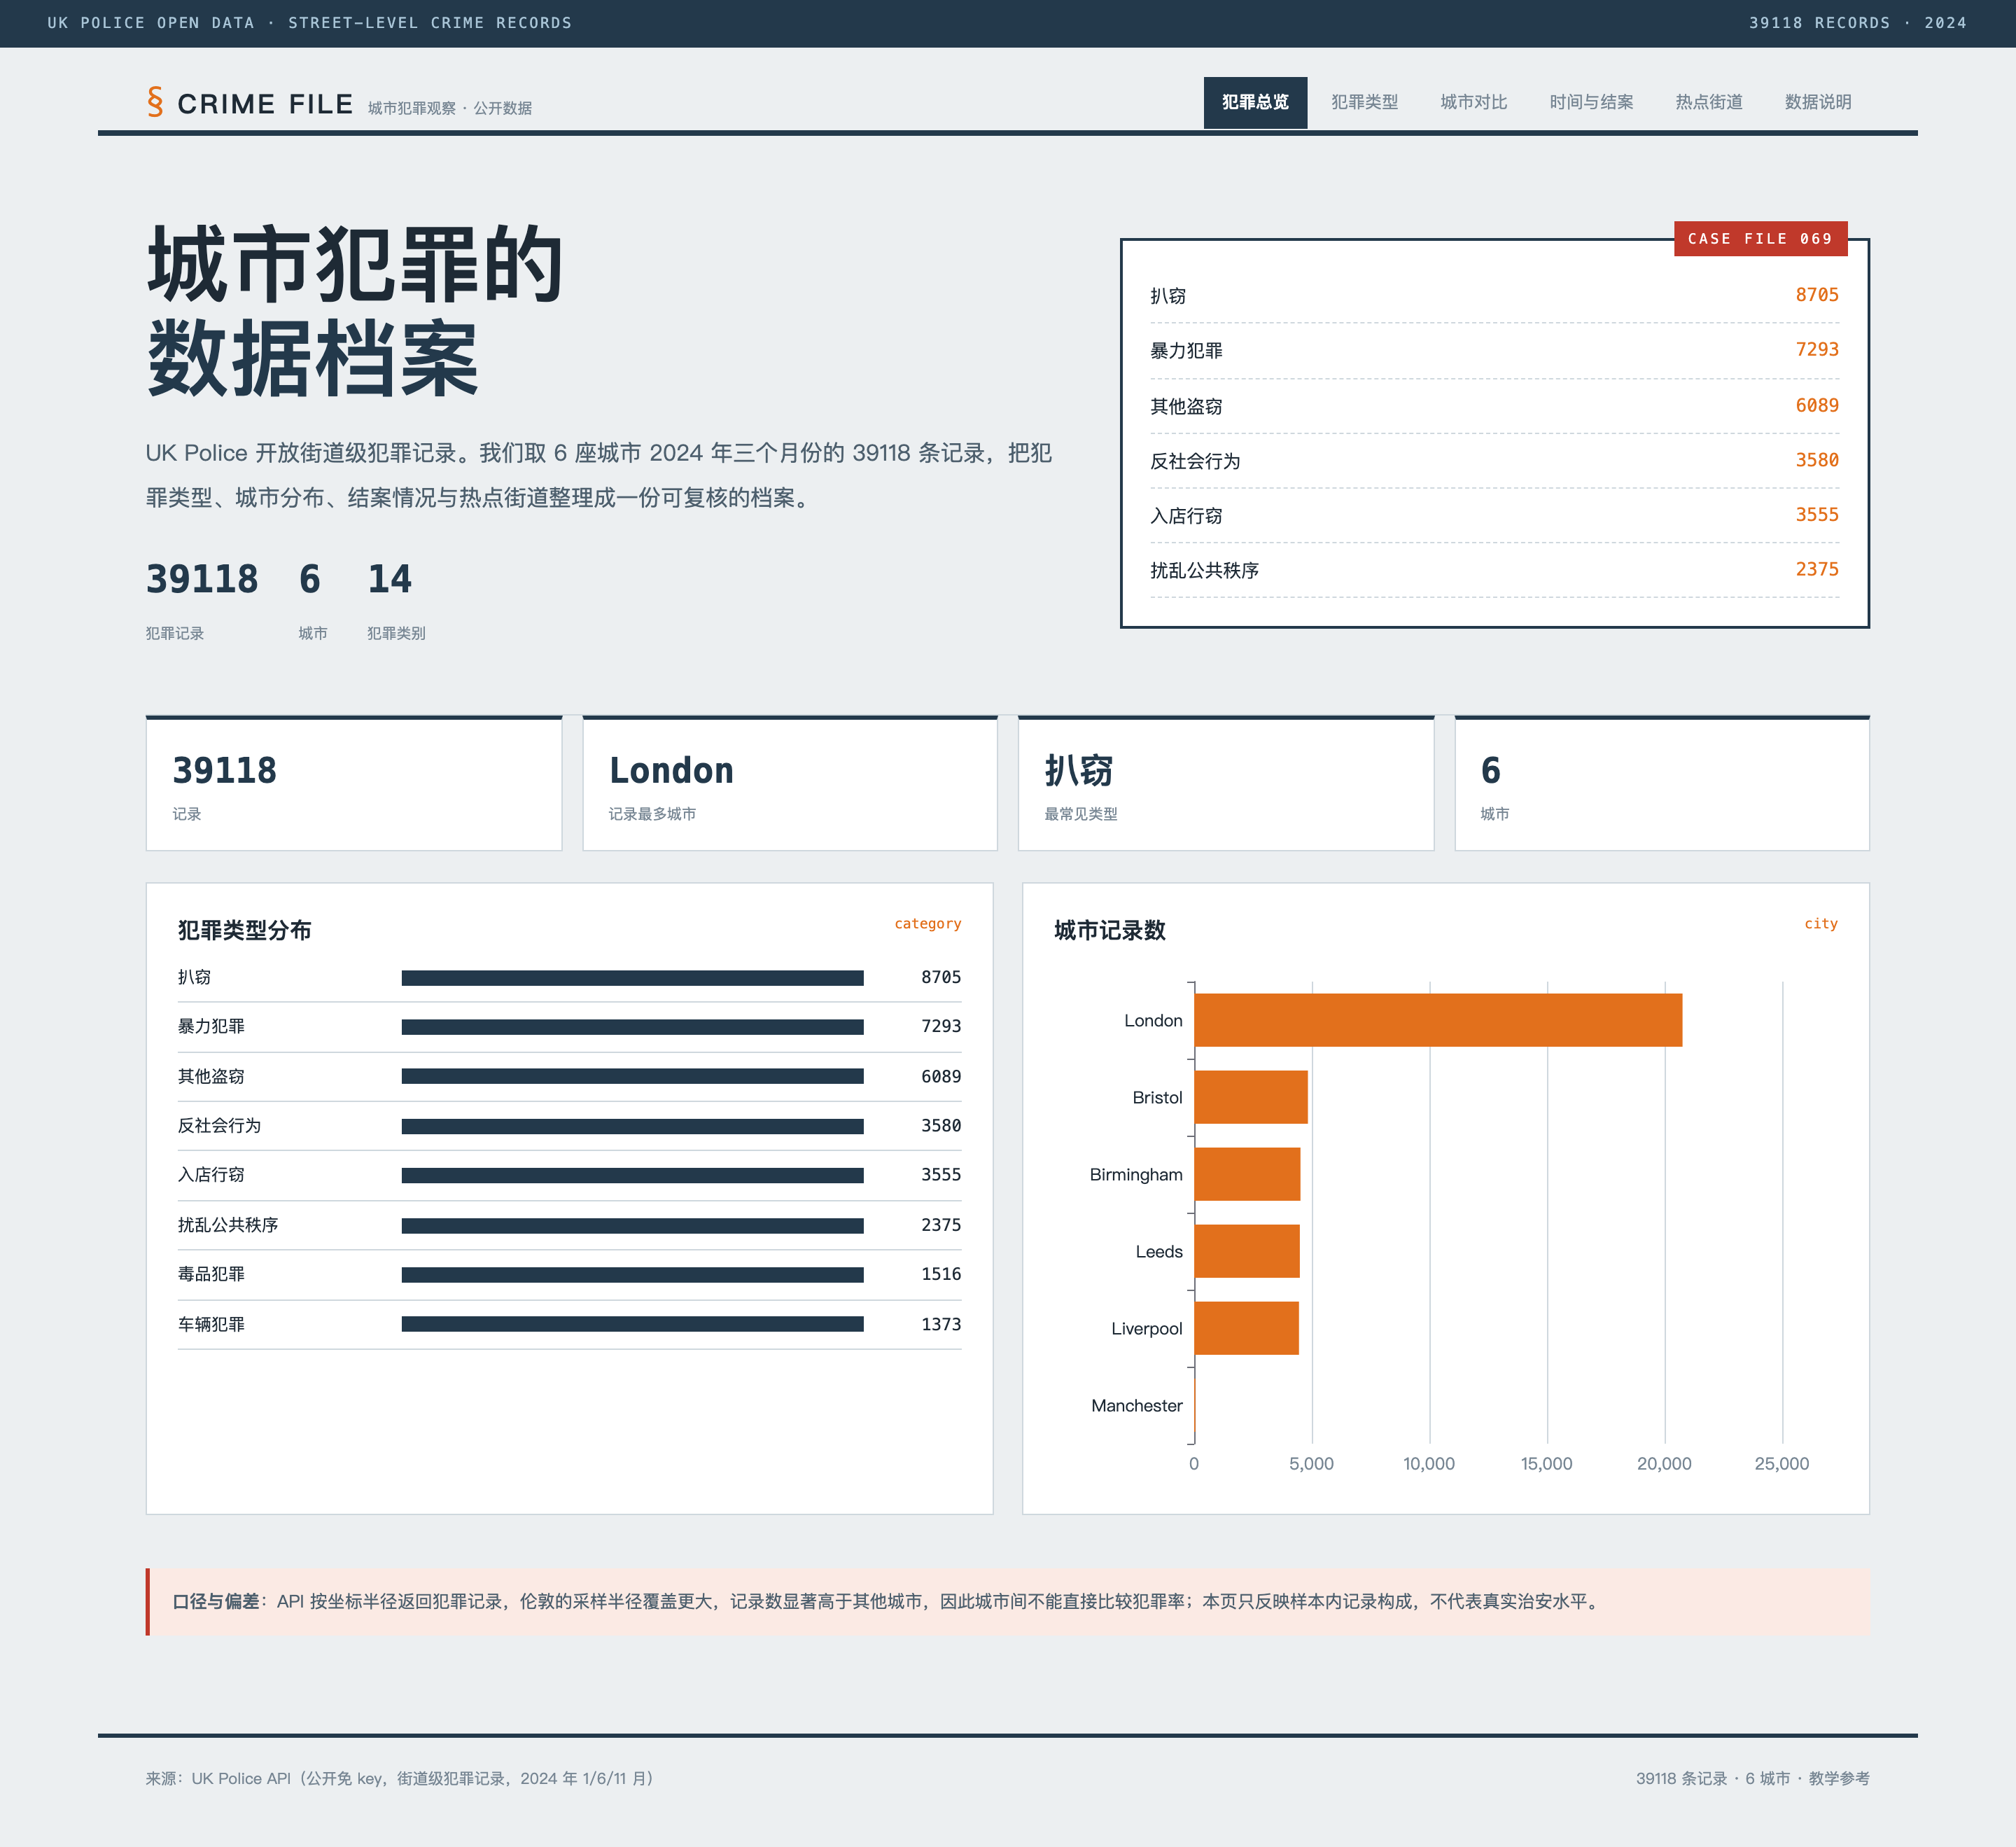 UK POLICE OPEN DATA · STREET-LEVEL CRIME RECORDS
39118 RECORDS · 2024
§ CRIME FILE 城市犯罪观察 · 公开数据
犯罪总览
犯罪类型
城市对比
时间与结案
热点街道
数据说明
城市犯罪的
数据档案
UK Police 开放街道级犯罪记录。我们取 6 座城市 2024 年三个月份的 39118 条记录，把犯
罪类型、城市分布、结案情况与热点街道整理成一份可复核的档案。
39118
犯罪记录
6
城市
14
犯罪类别
CASE FILE 069
扒窃 8705
暴力犯罪 7293
其他盗窃 6089
反社会行为 3580
入店行窃 3555
扰乱公共秩序 2375
39118
记录
London
记录最多城市
扒窃
最常见类型
6
城市
犯罪类型分布 category
扒窃 8705
暴力犯罪 7293
其他盗窃 6089
反社会行为 3580
入店行窃 3555
扰乱公共秩序 2375
毒品犯罪 1516
车辆犯罪 1373
城市记录数 city
London
Bristol
Birmingham
Leeds
Liverpool
Manchester
0 5,000 10,000 15,000 20,000 25,000
口径与偏差：API 按坐标半径返回犯罪记录，伦敦的采样半径覆盖更大，记录数显著高于其他城市，因此城市间不能直接比较犯罪率；本页只反映样本内记录构成，不代表真实治安水平。
来源：UK Police API（公开免 key，街道级犯罪记录，2024 年 1/6/11 月）
39118 条记录 · 6 城市 · 教学参考